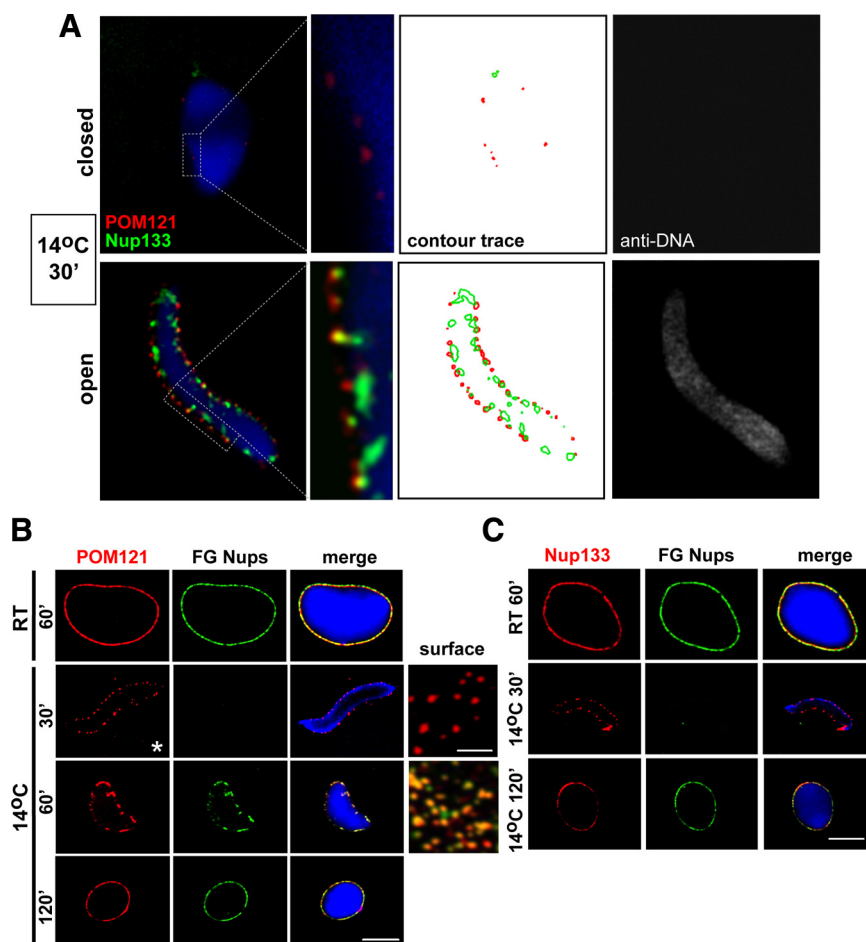 A
closed
POM121
Nup133
contour trace
anti-DNA
14ºC
30’
open
B
POM121
FG Nups
merge
RT
60’
surface
30’
*
14ºC
60’
120’
C
Nup133
FG Nups
merge
RT 60’
14ºC 30’
14ºC 120’